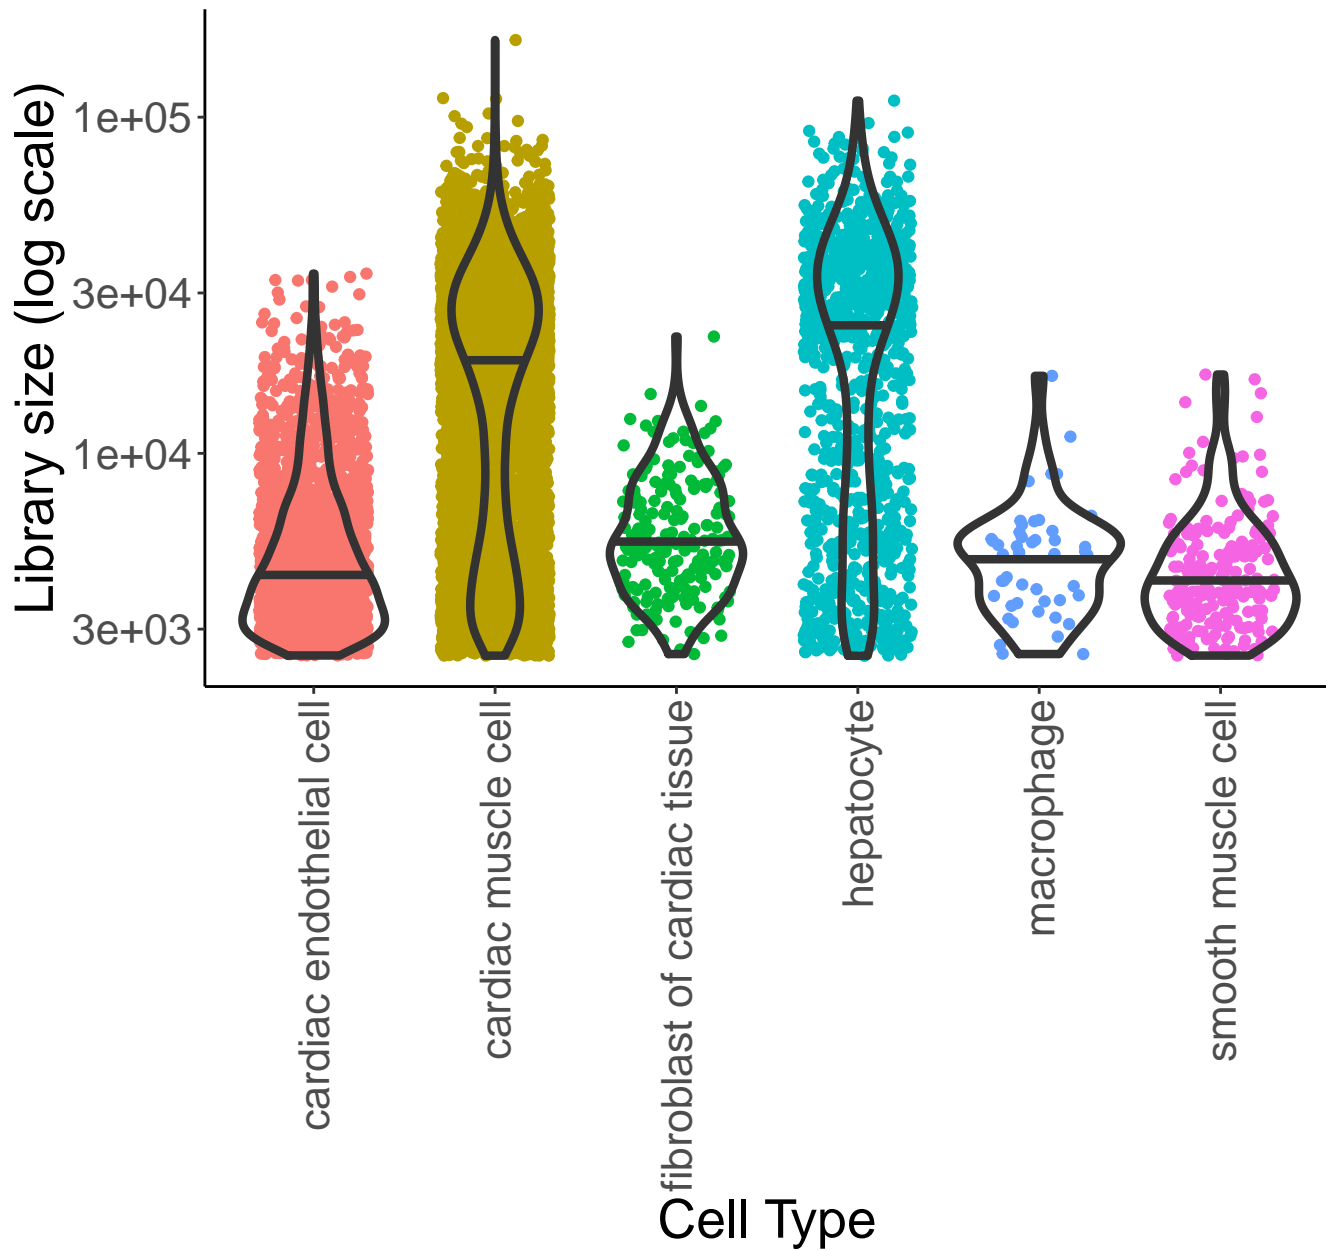 Library size (log scale)
1e+05
3e+04
1e+04
3e+03
cardiac endothelial cell
cardiac muscle cell
fibroblast of cardiac tissue
hepatocyte
macrophage
smooth muscle cell
Cell Type